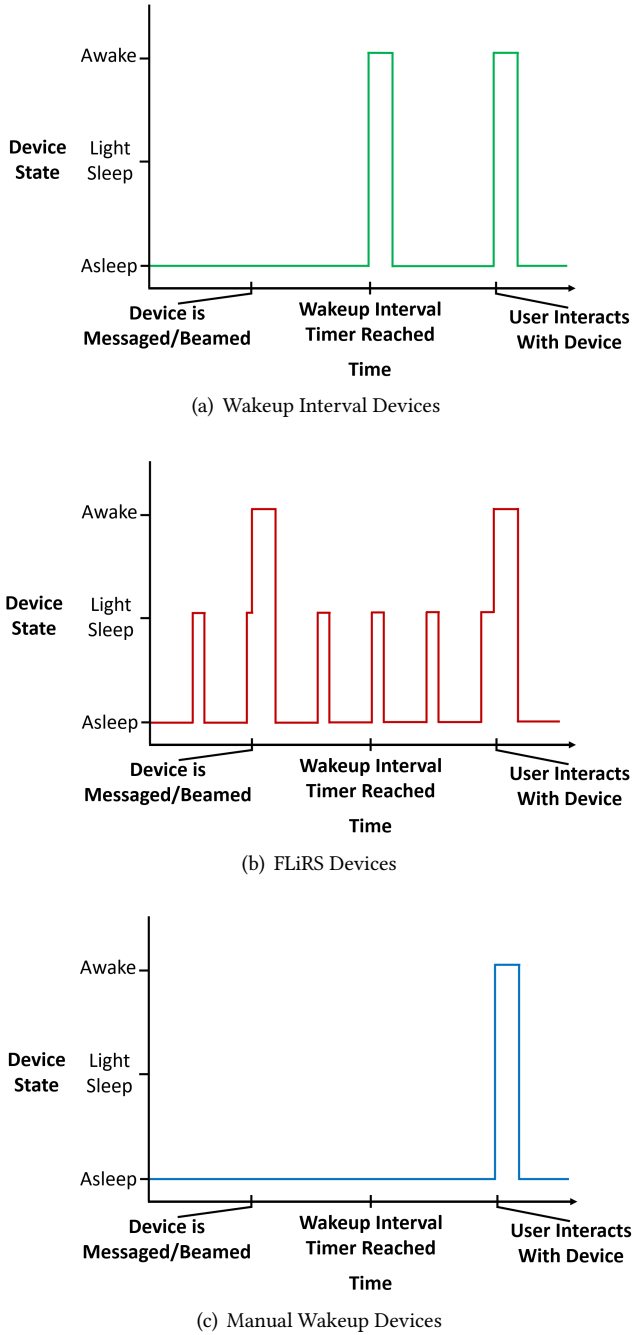 Awake
Device
State
Light
Sleep
Asleep
Device is
Messaged/Beamed
Wakeup Interval
Timer Reached
User Interacts
With Device
Time
(a) Wakeup Interval Devices
Awake
Device
State
Light
Sleep
Asleep
Device is
Messaged/Beamed
Wakeup Interval
Timer Reached
User Interacts
With Device
Time
(b) FLiRS Devices
Awake
Device
State
Light
Sleep
Asleep
Device is
Messaged/Beamed
Wakeup Interval
Timer Reached
User Interacts
With Device
Time
(c) Manual Wakeup Devices